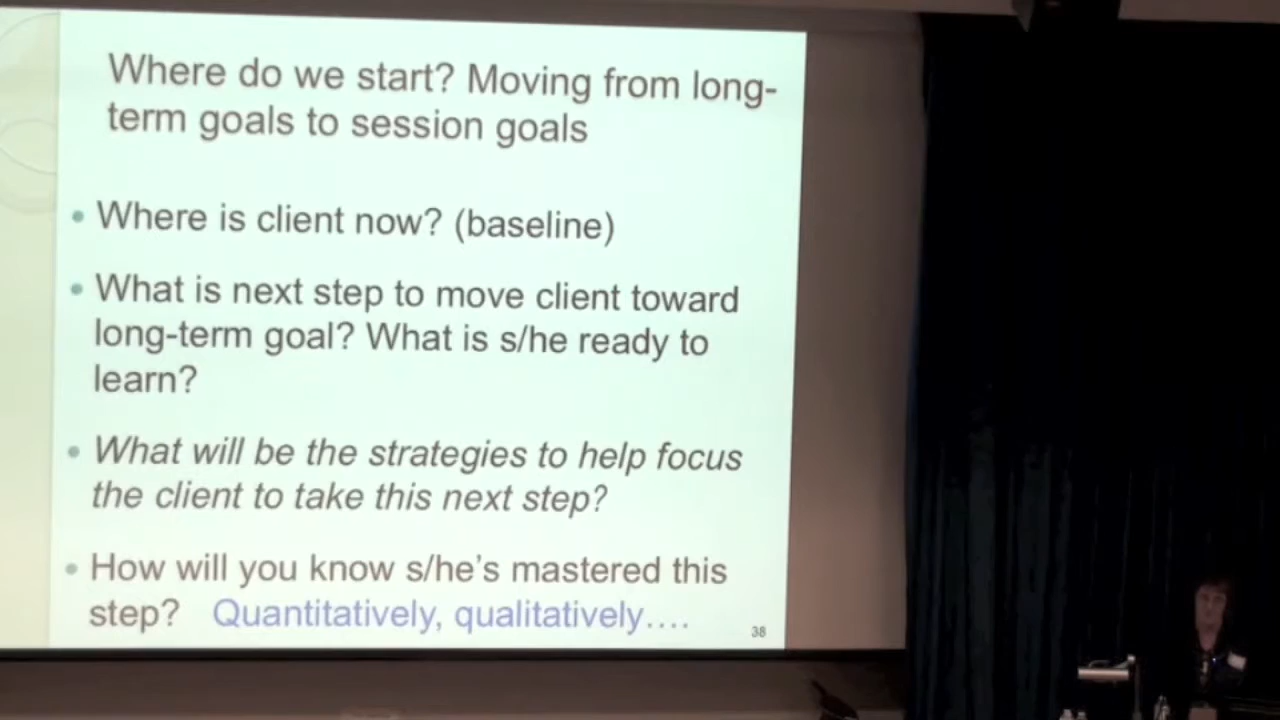 Where do we start? Moving from long-
term goals to session goals
• Where is client now? (baseline)
• What is next step to move client toward
long-term goal? What is s/he ready to
learn?
• What will be the strategies to help focus
the client to take this next step?
• How will you know s/he's mastered this
step? Quantitatively, qualitatively....
38